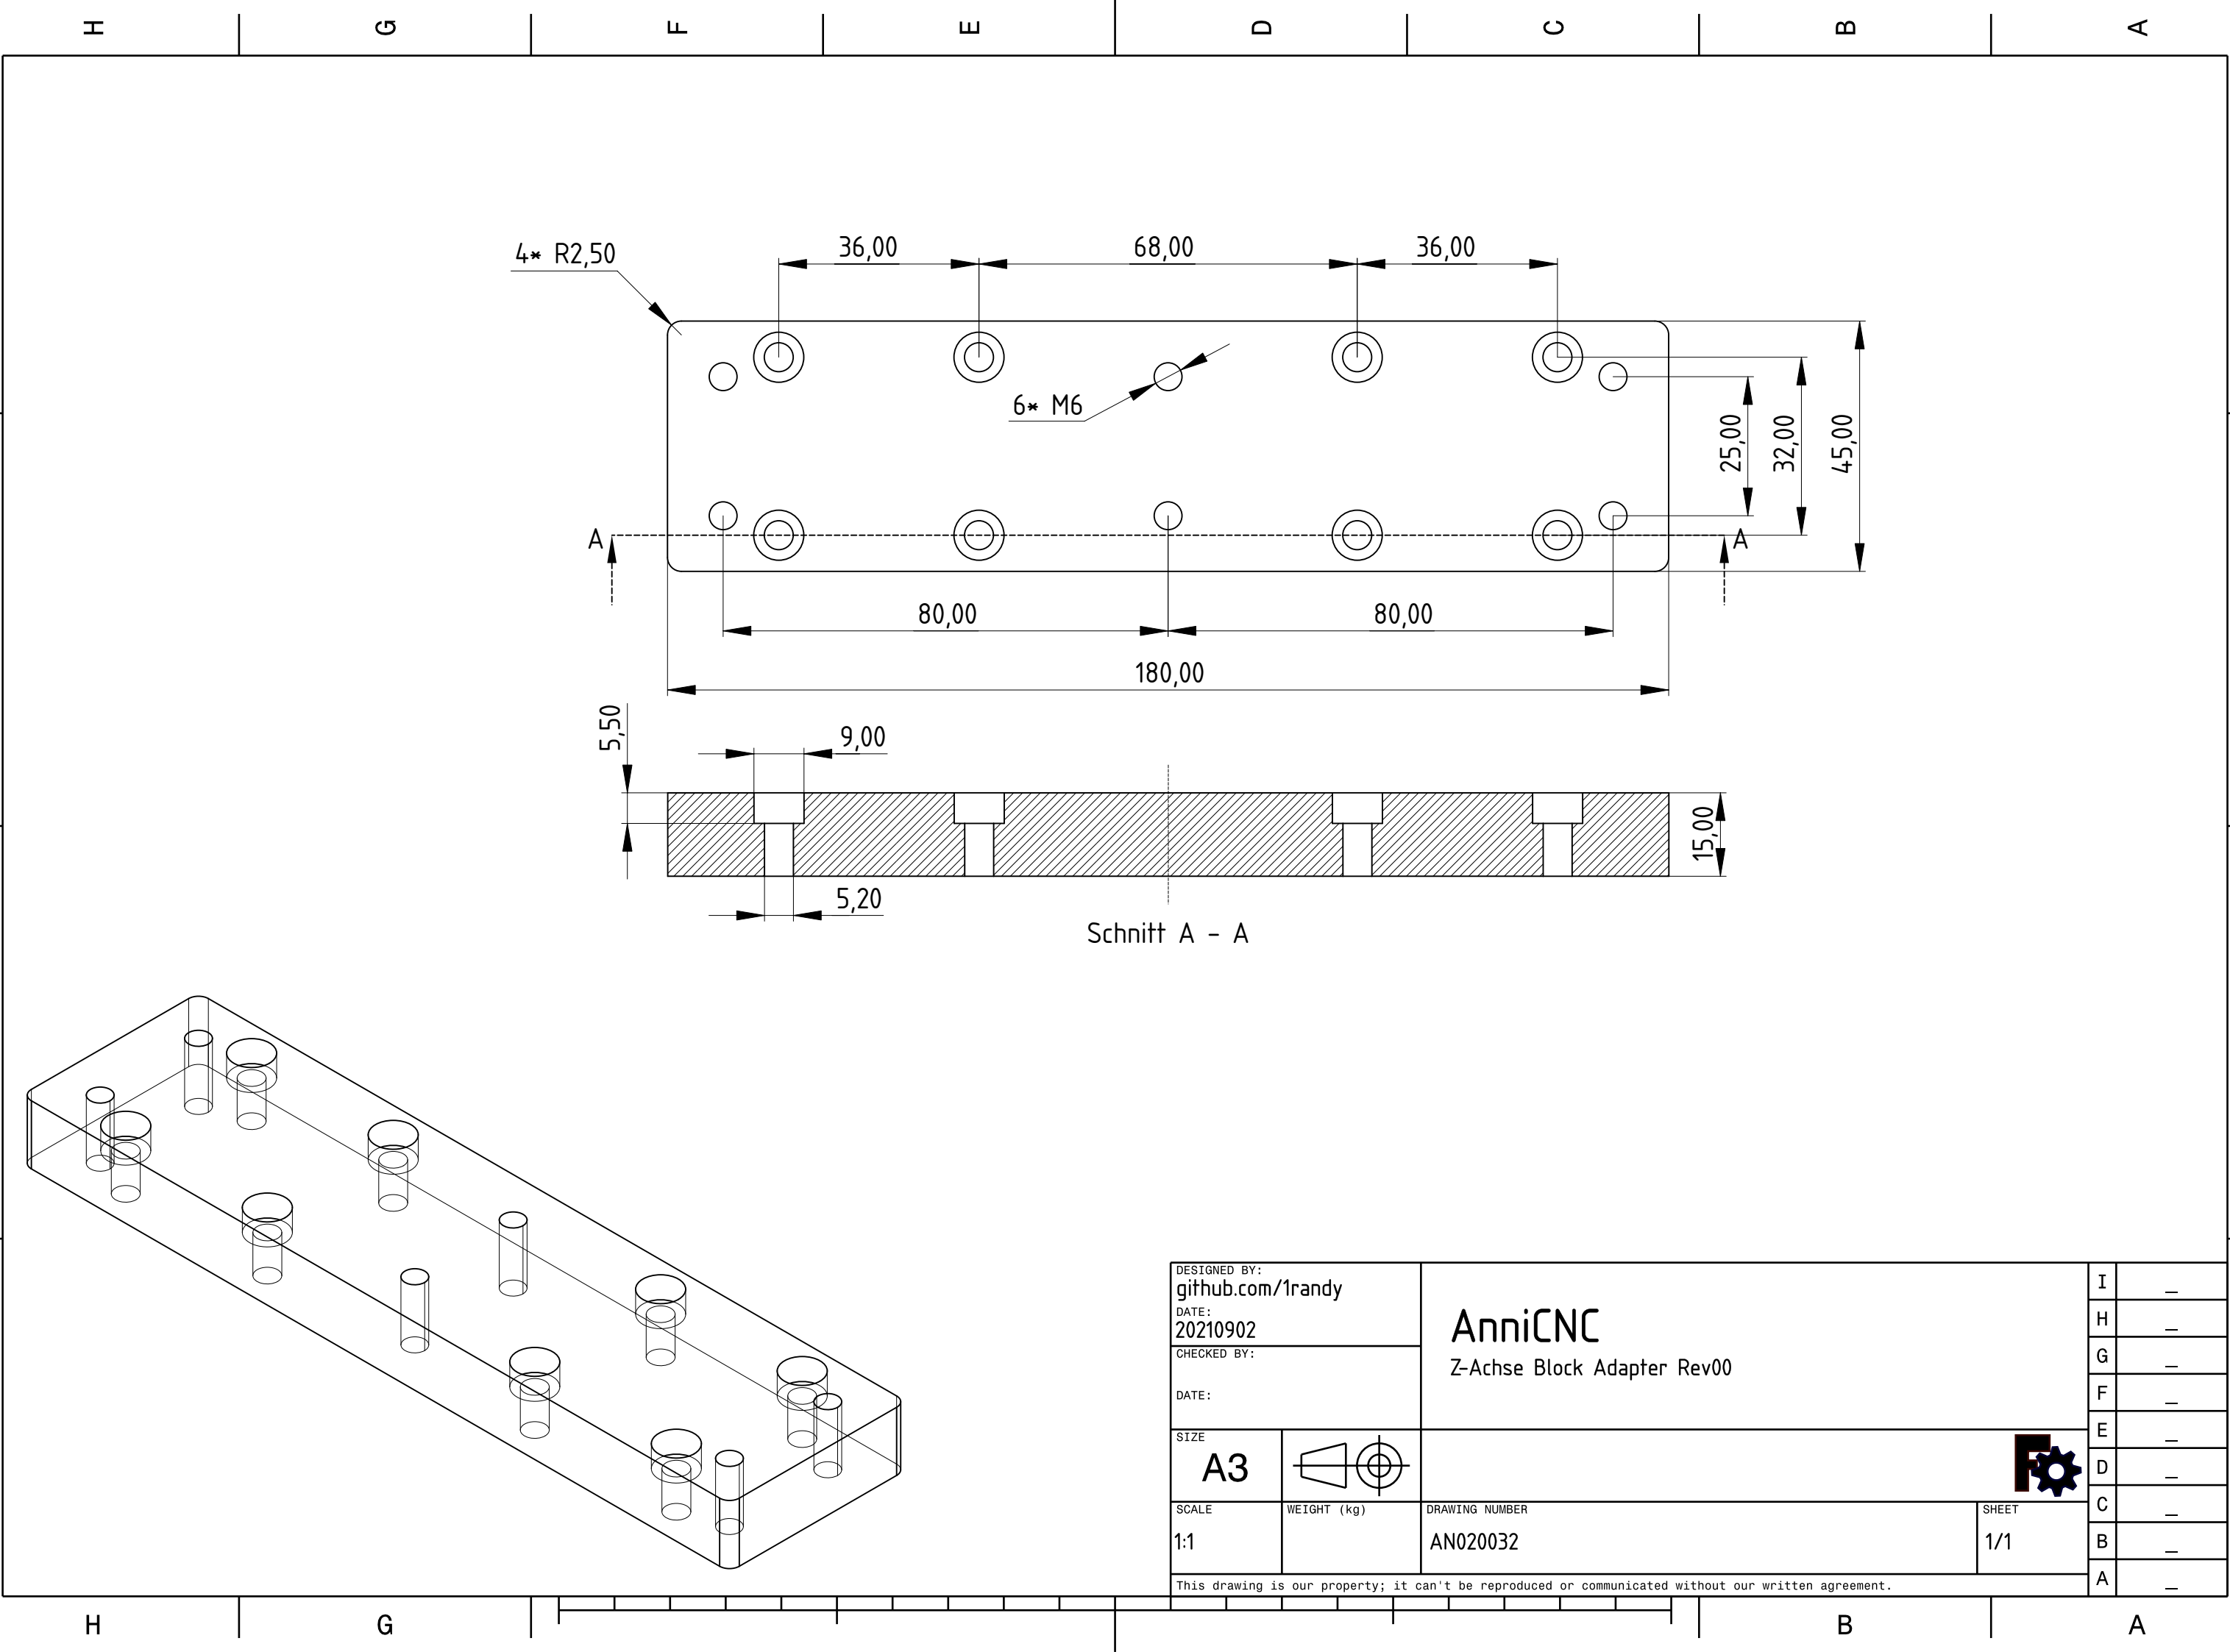 H G F E D C B A
4* R2,50
36,00 68,00 36,00
6* M6
25,00
32,00
45,00
A A
80,00 80,00
180,00
5,50
9,00
15,00
5,20
Schnitt A - A
DESIGNED BY:
github.com/1randy
DATE:
20210902
CHECKED BY:
DATE:
AnniCNC
Z-Achse Block Adapter Rev00
SIZE
A3
SCALE
1:1
WEIGHT (kg)
DRAWING NUMBER
AN020032
SHEET
1/1
This drawing is our property; it can't be reproduced or communicated without our written agreement.
I _
H _
G _
F _
E _
D _
C _
B _
A _
H G B A